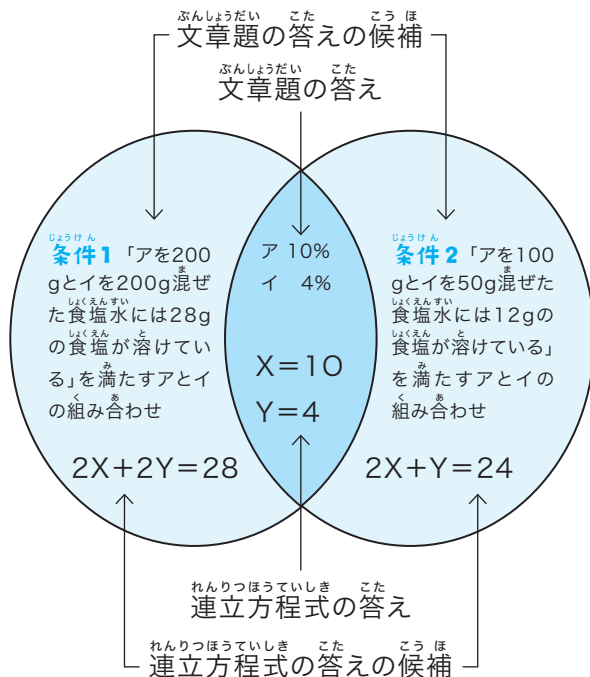 ぶんしょうだい こた こう ほ
文章題の答えの候補
ぶんしょうだい こた
文章題の答え
じょうけん
条件1「アを200
gとイを200g混ぜ
ま
た食塩水には28g
しょくえんすい
の食塩が溶けてい
しょくえん と
る」を満たすアとイ
み
の組み合わせ
く あ
2X+2Y=28
ア 10%
イ 4%
X=10
Y=4
じょうけん
条件2「アを100
gとイを50g混ぜた
ま
食塩水には12gの
しょくえんすい
食塩が溶けている」
しょくえん と
を満たすアとイの
み
組み合わせ
く あ
2X+Y=24
れんりつほうていしき こた
連立方程式の答え
れんりつほうていしき こた こう ほ
連立方程式の答えの候補